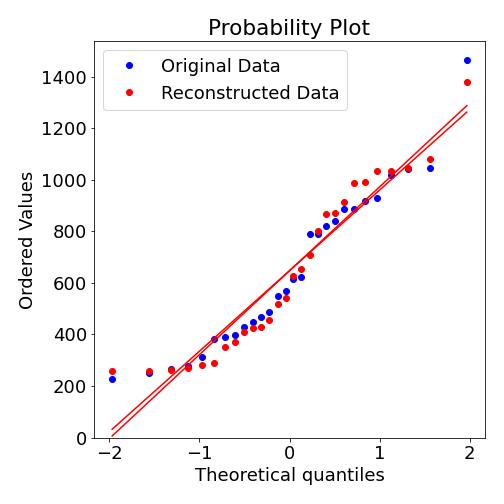 Probability Plot
Original Data
Reconstructed Data
Ordered Values
1400
1200
1000
800
600
400
200
0
−2
−1
0
1
2
Theoretical quantiles